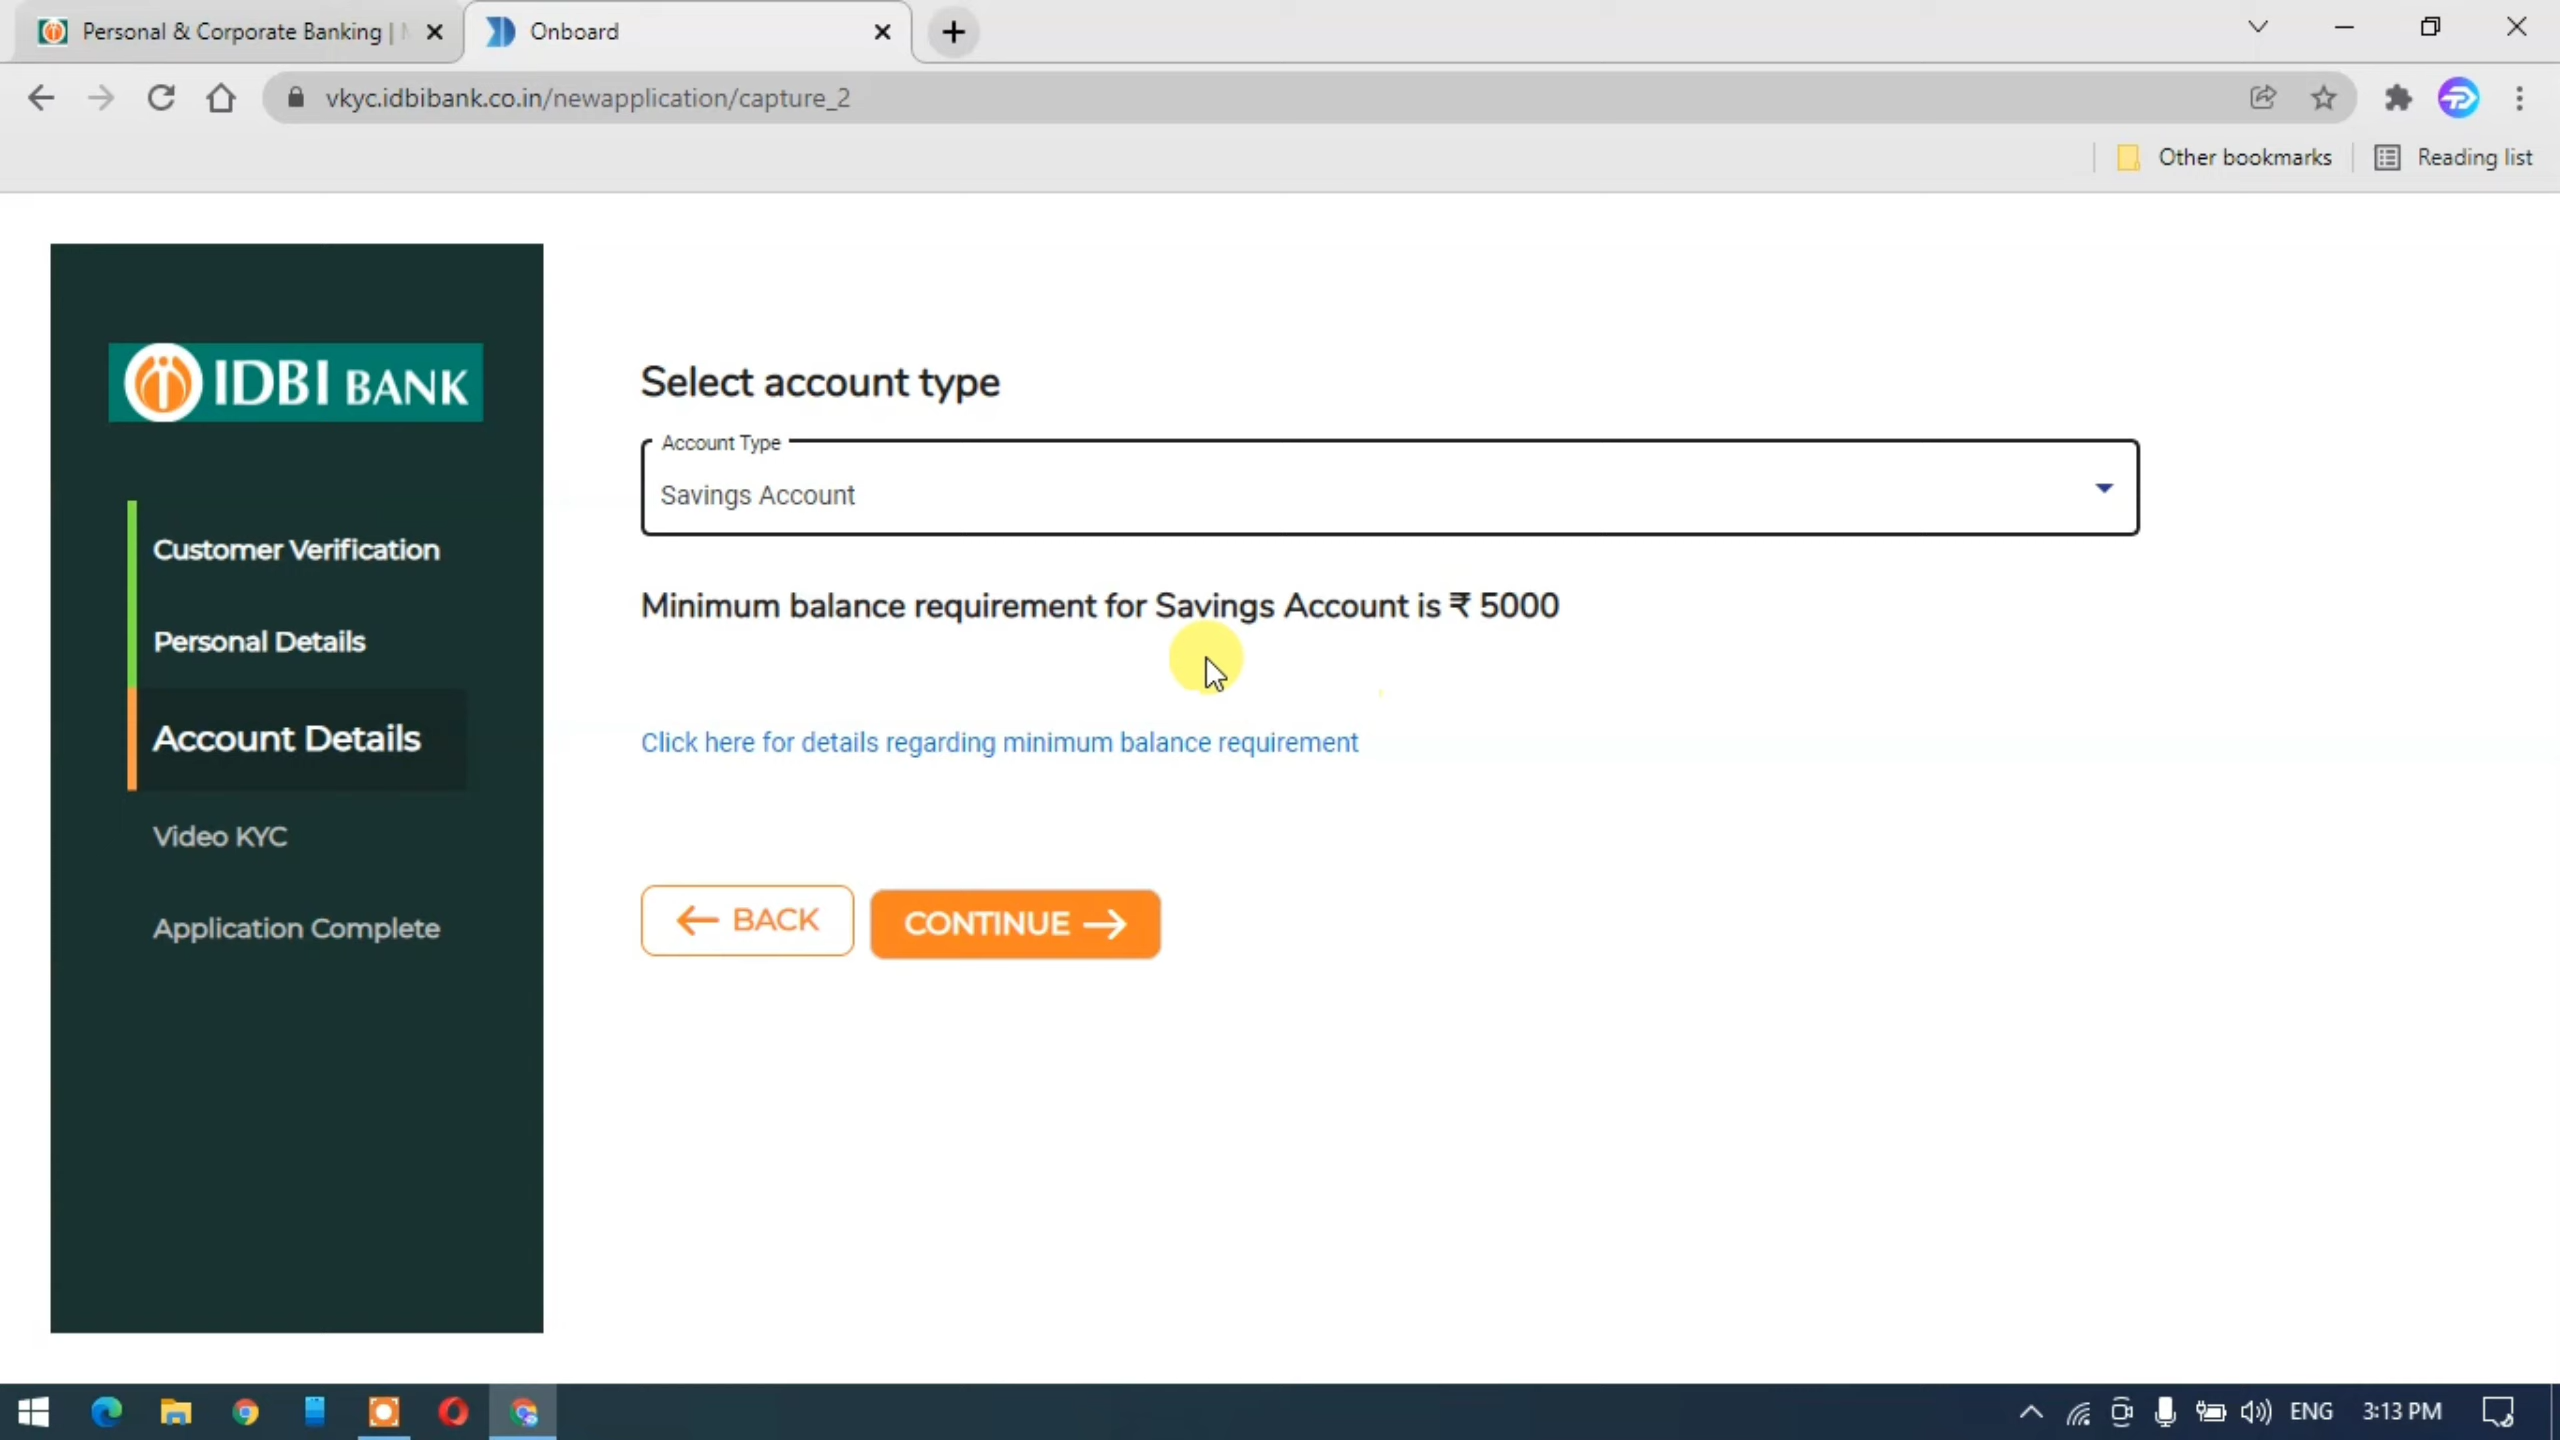 Personal & Corporate Banking |
Onboard
vkyc.idbibank.co.in/newapplication/capture_2
Other bookmarks
Reading list
IDBI BANK
Customer Verification
Personal Details
Account Details
Video KYC
Application Complete
Select account type
Account Type
Savings Account
Minimum balance requirement for Savings Account is ₹ 5000
Click here for details regarding minimum balance requirement
BACK
CONTINUE
ENG
3:13 PM